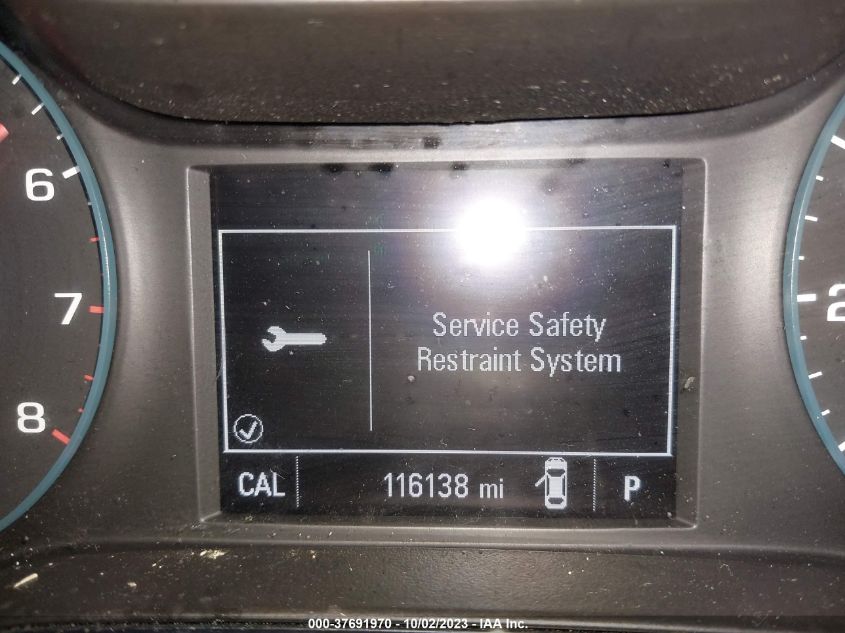 6
7
8
2
Service Safety
Restraint System
CAL 116138 mi P
000-37691970 - 10/02/2023 - IAA Inc.